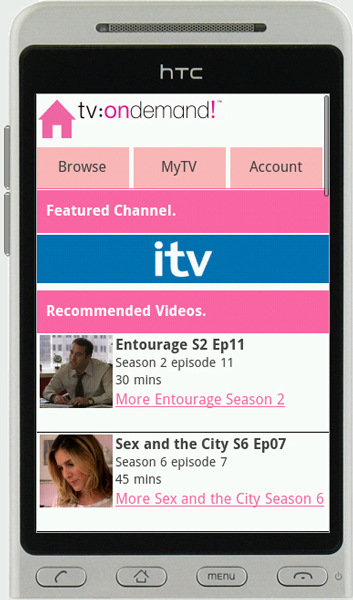 hTC
tv:ondemand!™
Browse MyTV Account
Featured Channel.
itv
Recommended Videos.
Entourage S2 Ep11
Season 2 episode 11
30 mins
More Entourage Season 2
Sex and the City S6 Ep07
Season 6 episode 7
45 mins
More Sex and the City Season 6
MENU